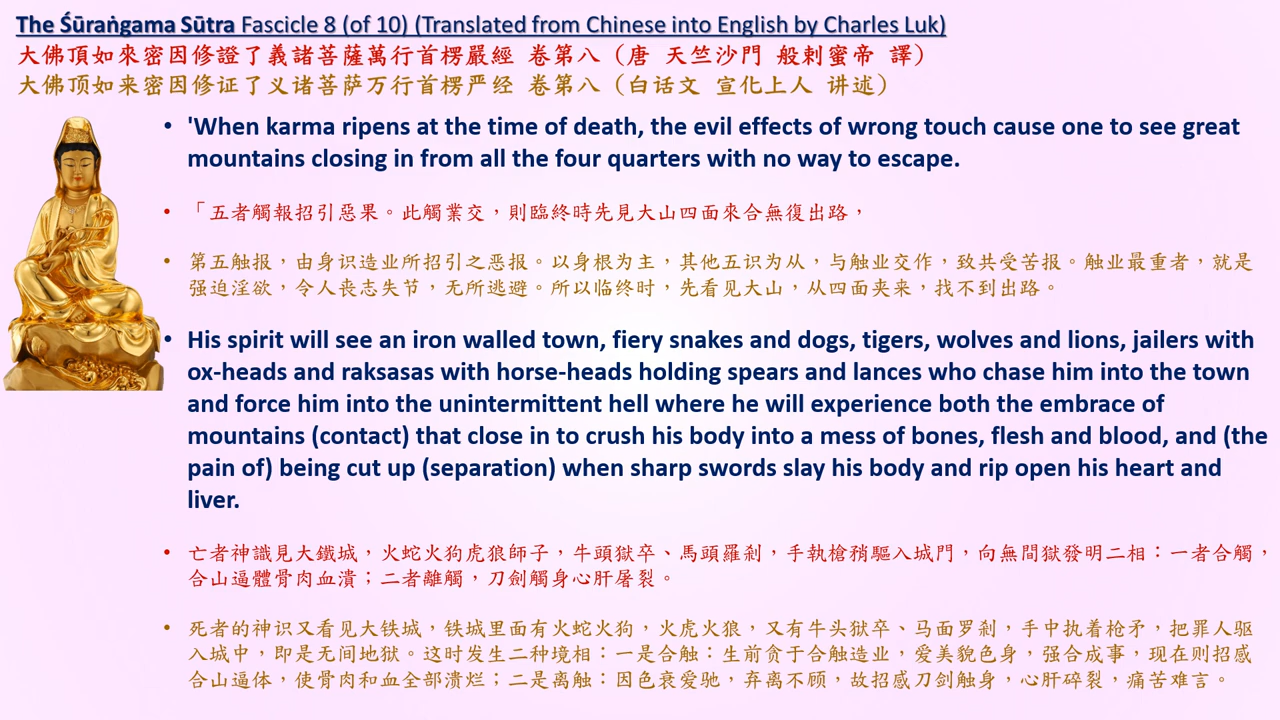 The Śūraṅgama Sūtra Fascicle 8 (of 10) (Translated from Chinese into English by Charles Luk)
大佛頂如來密因修證了義諸菩薩萬行首楞嚴經 卷第八（唐 天竺沙門 般剌蜜帝 譯）
大佛顶如来密因修证了义诸菩萨万行首楞严经 卷第八（白话文 宣化上人 讲述）
• 'When karma ripens at the time of death, the evil effects of wrong touch cause one to see great
mountains closing in from all the four quarters with no way to escape.
• 「五者觸報招引惡果。此觸業交，則臨終時先見大山四面來合無復出路，
• 第五触报，由身识造业所招引之恶报。以身根为主，其他五识为从，与触业交作，致共受苦报。触业最重者，就是
强迫淫欲，令人丧志失节，无所逃避。所以临终时，先看见大山，从四面夹来，找不到出路。
• His spirit will see an iron walled town, fiery snakes and dogs, tigers, wolves and lions, jailers with
ox-heads and raksasas with horse-heads holding spears and lances who chase him into the town
and force him into the unintermittent hell where he will experience both the embrace of
mountains (contact) that close in to crush his body into a mess of bones, flesh and blood, and (the
pain of) being cut up (separation) when sharp swords slay his body and rip open his heart and
liver.
• 亡者神識見大鐵城，火蛇火狗虎狼師子，牛頭獄卒、馬頭羅剎，手執槍矟驅入城門，向無間獄發明二相：一者合觸，
合山逼體骨肉血潰；二者離觸，刀劍觸身心肝屠裂。
• 死者的神识又看见大铁城，铁城里面有火蛇火狗，火虎火狼，又有牛头狱卒、马面罗刹，手中执着枪矛，把罪人驱
入城中，即是无间地狱。这时发生二种境相：一是合触：生前贪于合触造业，爱美貌色身，强合成事，现在则招感
合山逼体，使骨肉和血全部溃烂；二是离触：因色衰爱驰，弃离不顾，故招感刀剑触身，心肝碎裂，痛苦难言。